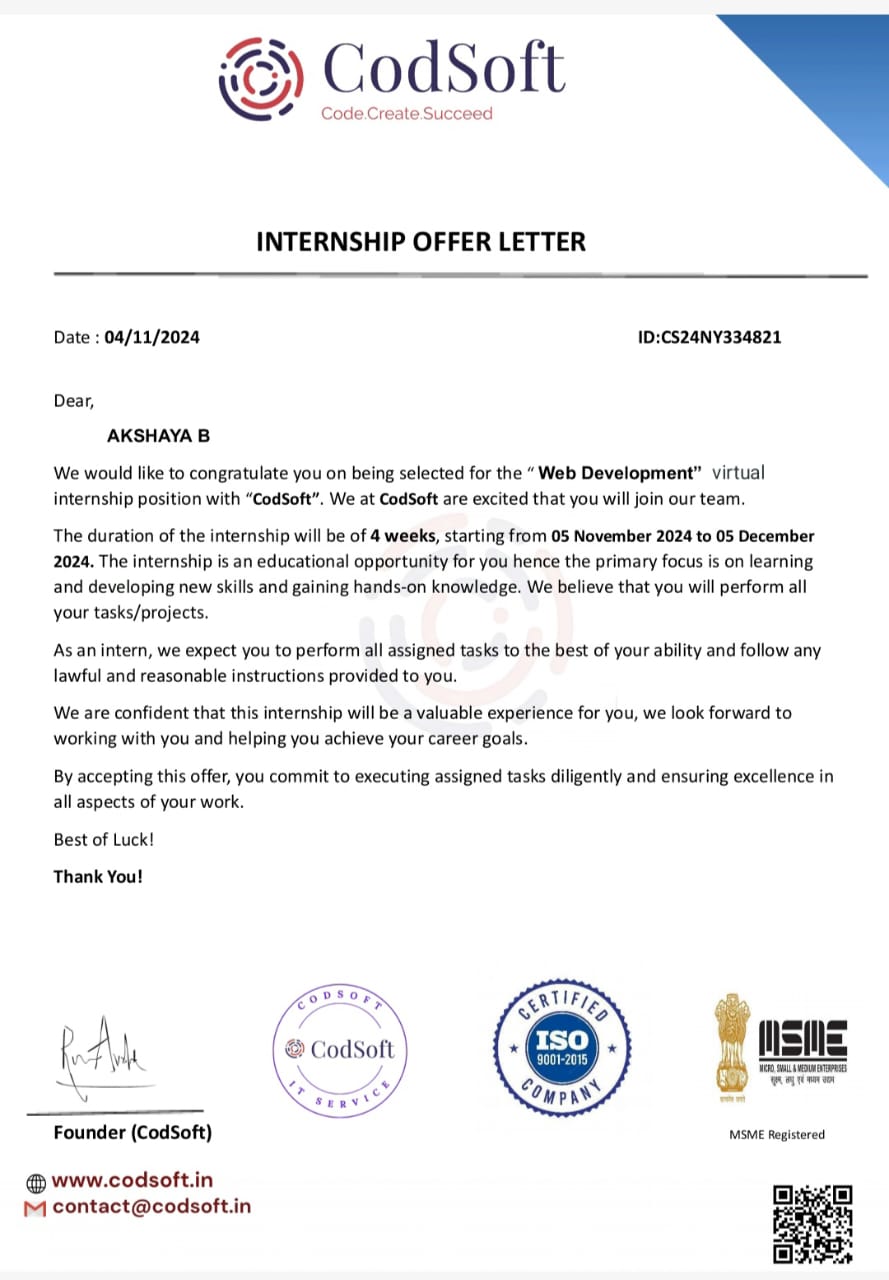 CodSoft
Code.Create.Succeed
INTERNSHIP OFFER LETTER
Date : 04/11/2024
ID:CS24NY334821
Dear,
AKSHAYA B
We would like to congratulate you on being selected for the “ Web Development” virtual
internship position with “CodSoft”. We at CodSoft are excited that you will join our team.
The duration of the internship will be of 4 weeks, starting from 05 November 2024 to 05 December
2024. The internship is an educational opportunity for you hence the primary focus is on learning
and developing new skills and gaining hands-on knowledge. We believe that you will perform all
your tasks/projects.
As an intern, we expect you to perform all assigned tasks to the best of your ability and follow any
lawful and reasonable instructions provided to you.
We are confident that this internship will be a valuable experience for you, we look forward to
working with you and helping you achieve your career goals.
By accepting this offer, you commit to executing assigned tasks diligently and ensuring excellence in
all aspects of your work.
Best of Luck!
Thank You!
CODSOFT
CodSoft
IT SERVICE
CERTIFIED
ISO
9001-2015
COMPANY
MSME
MICRO, SMALL & MEDIUM ENTERPRISES
सूक्ष्म, लघु एवं मध्यम उद्यम
Founder (CodSoft)
MSME Registered
www.codsoft.in
contact@codsoft.in